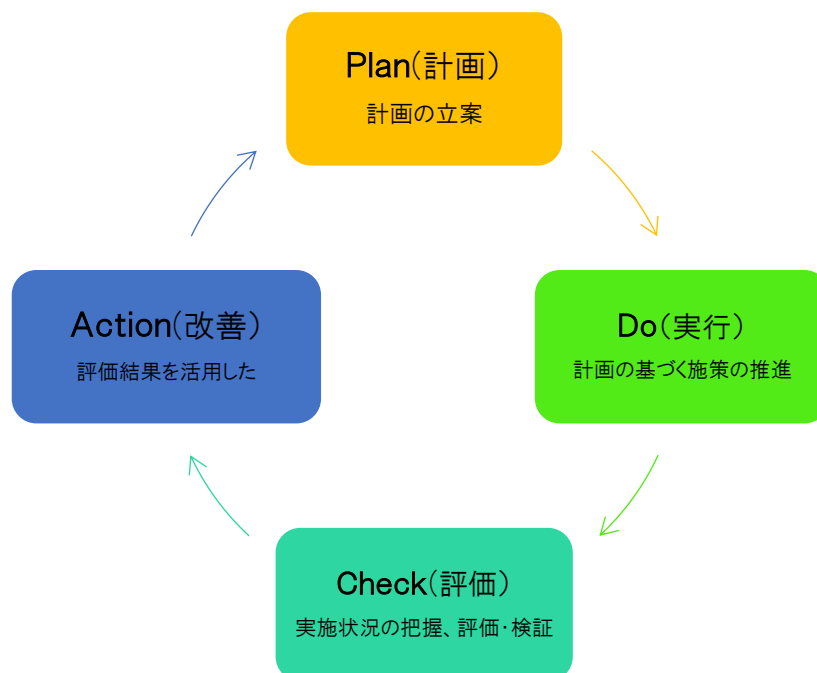 Plan(計画)
計画の立案
Do(実行)
計画の基づく施策の推進
Check(評価)
実施状況の把握、評価・検証
Action(改善)
評価結果を活用した